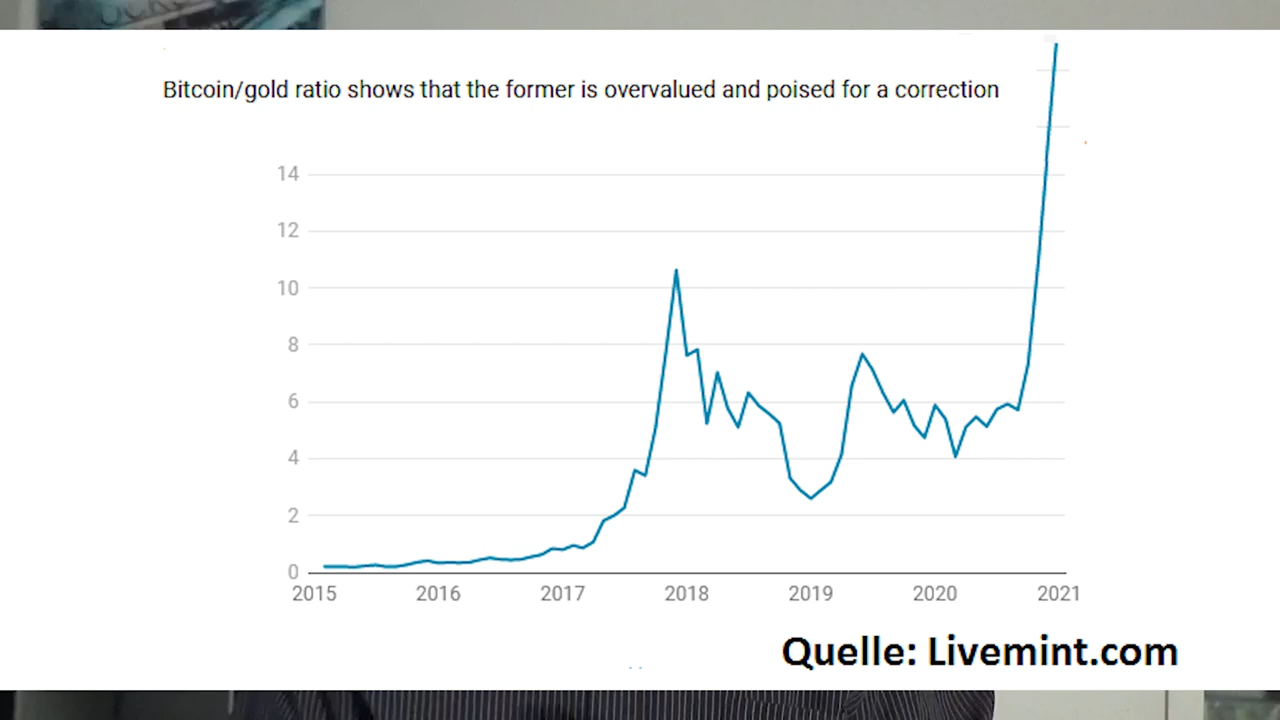 Bitcoin/gold ratio shows that the former is overvalued and poised for a correction
14
12
10
8
6
4
2
0
2015 2016 2017 2018 2019 2020 2021
Quelle: Livemint.com